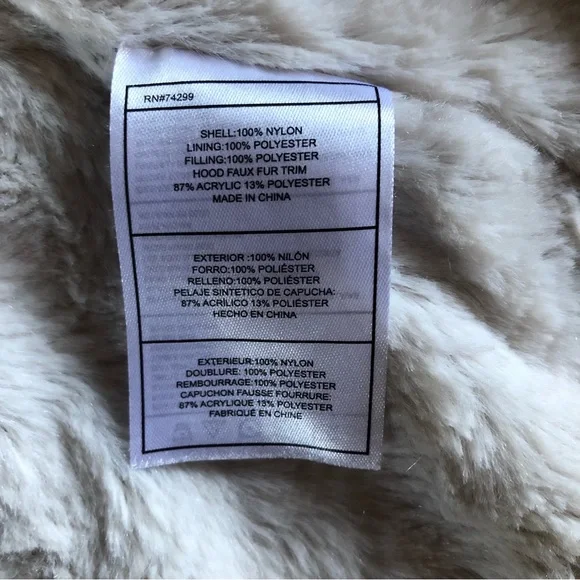 RN#74299
SHELL:100% NYLON
LINING:100% POLYESTER
FILLING:100% POLYESTER
HOOD FAUX FUR TRIM
87% ACRYLIC 13% POLYESTER
MADE IN CHINA
EXTERIOR :100% NILÓN
FORRO:100% POLIÉSTER
RELLENO:100% POLIÉSTER
PELAJE SINTETICO DE CAPUCHA:
87% ACRÍLICO 13% POLIÉSTER
HECHO EN CHINA
EXTERIEUR:100% NYLON
DOUBLURE: 100% POLYESTER
REMBOURRAGE:100% POLYESTER
CAPUCHON FAUSSE FOURRURE:
87% ACRYLIQUE 13% POLYESTER
FABRIQUÉ EN CHINE